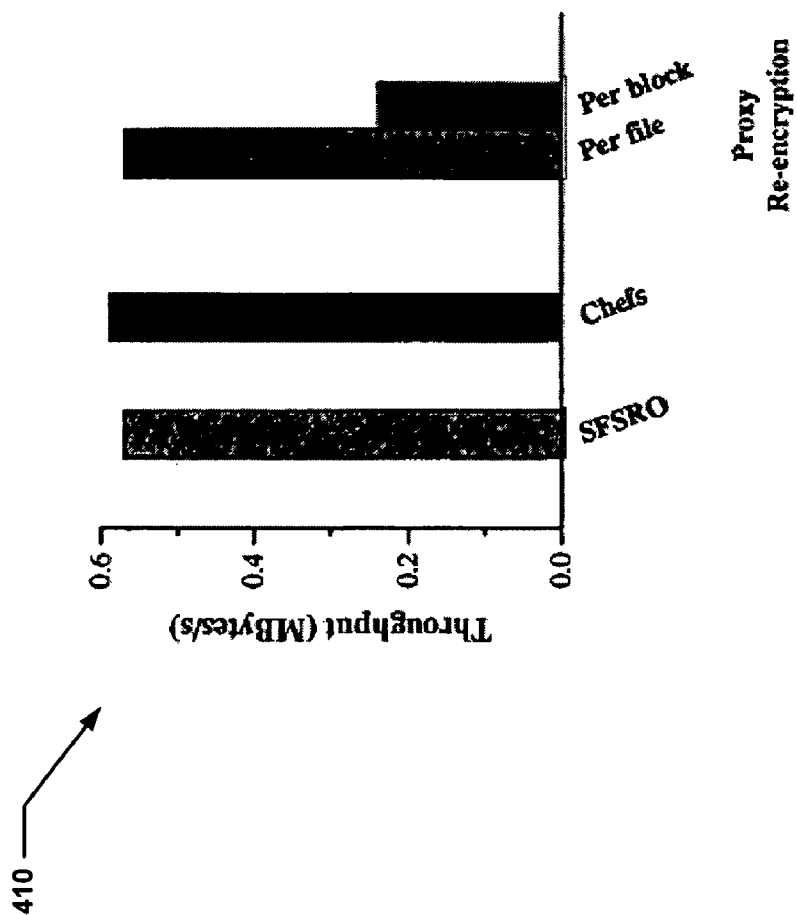 410
Throughput (MBytes/s)
0.6
0.4
0.2
0.0
SFSRO
Chefs
Per file
Per block
Proxy
Re-encryption